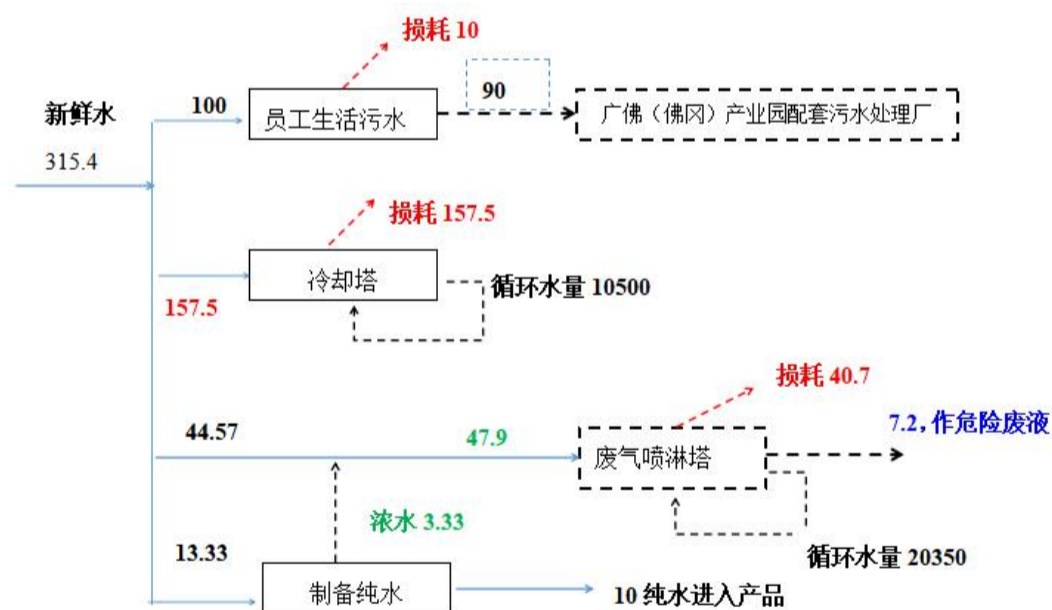 损耗 10
新鲜水
100
员工生活污水
90
广佛（佛冈）产业园配套污水处理厂
315.4
损耗 157.5
冷却塔
循环水量 10500
157.5
损耗 40.7
7.2，作危险废液
44.57
47.9
废气喷淋塔
浓水 3.33
13.33
循环水量 20350
制备纯水
10 纯水进入产品